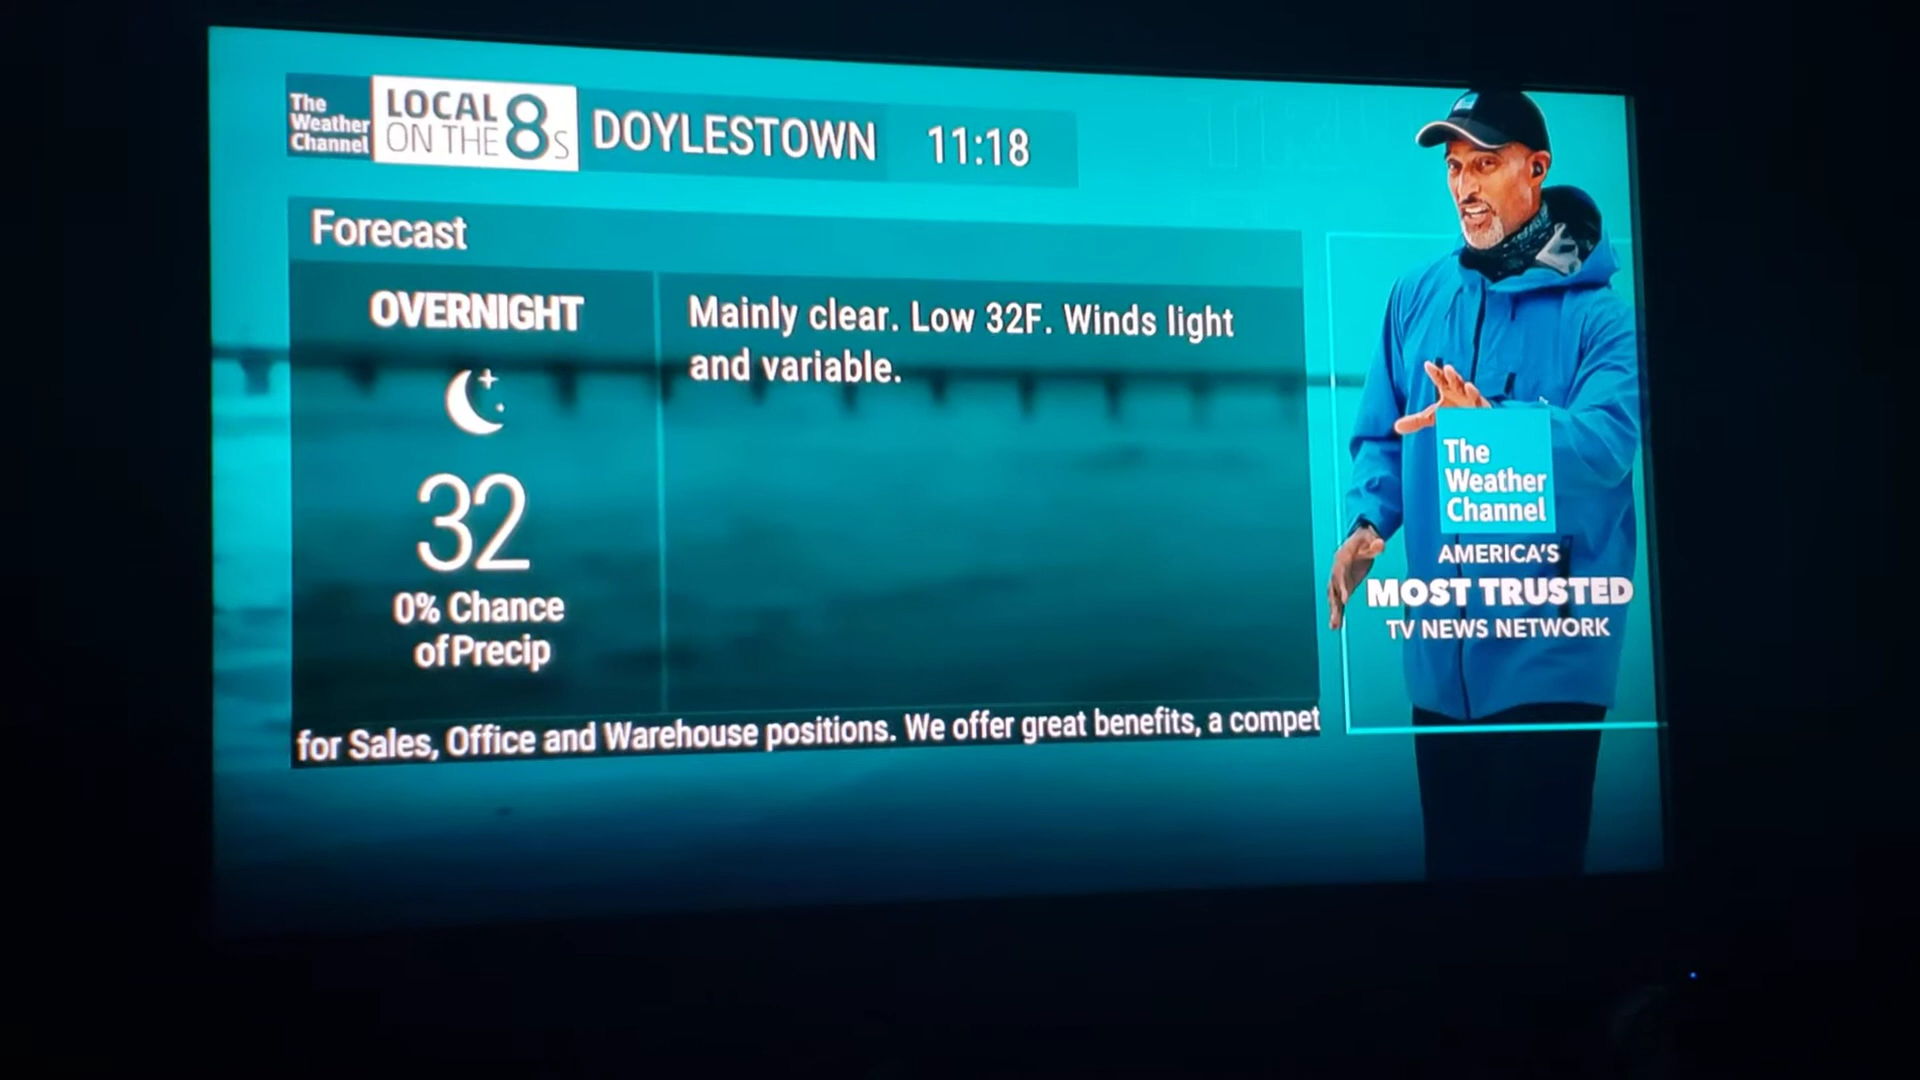 The
Weather
Channel
LOCAL
ON THE 8s
DOYLESTOWN
11:18
Forecast
OVERNIGHT
32
0% Chance
of Precip
Mainly clear. Low 32F. Winds light
and variable.
for Sales, Office and Warehouse positions. We offer great benefits, a compet
The
Weather
Channel
AMERICA'S
MOST TRUSTED
TV NEWS NETWORK